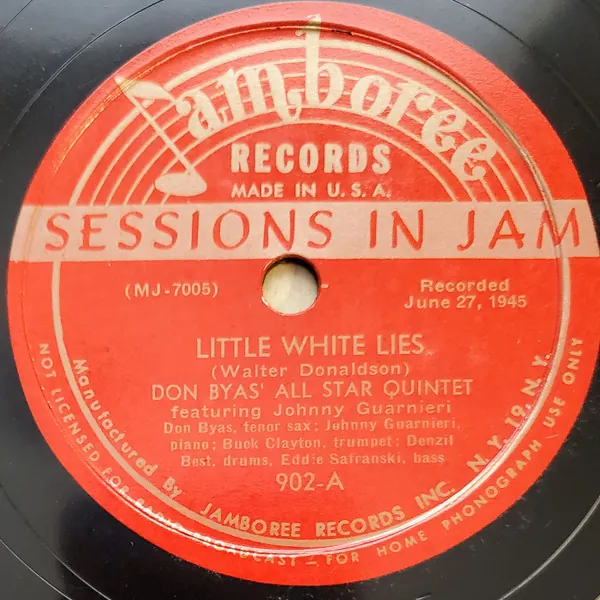 Jamboree
RECORDS
MADE IN U.S.A.
SESSIONS IN JAM
(MJ-7005)
Recorded
June 27, 1945
LITTLE WHITE LIES
(Walter Donaldson)
DON BYAS' ALL STAR QUINTET
featuring Johnny Guarnieri
Don Byas, tenor sax; Johnny Guarnieri,
piano; Buck Clayton, trumpet; Denzil
Best, drums, Eddie Safranski, bass
902-A
Manufactured by JAMBOREE RECORDS INC. N.Y. 19, N.Y.
NOT LICENSED FOR RADIO BROADCAST — FOR HOME PHONOGRAPH USE ONLY